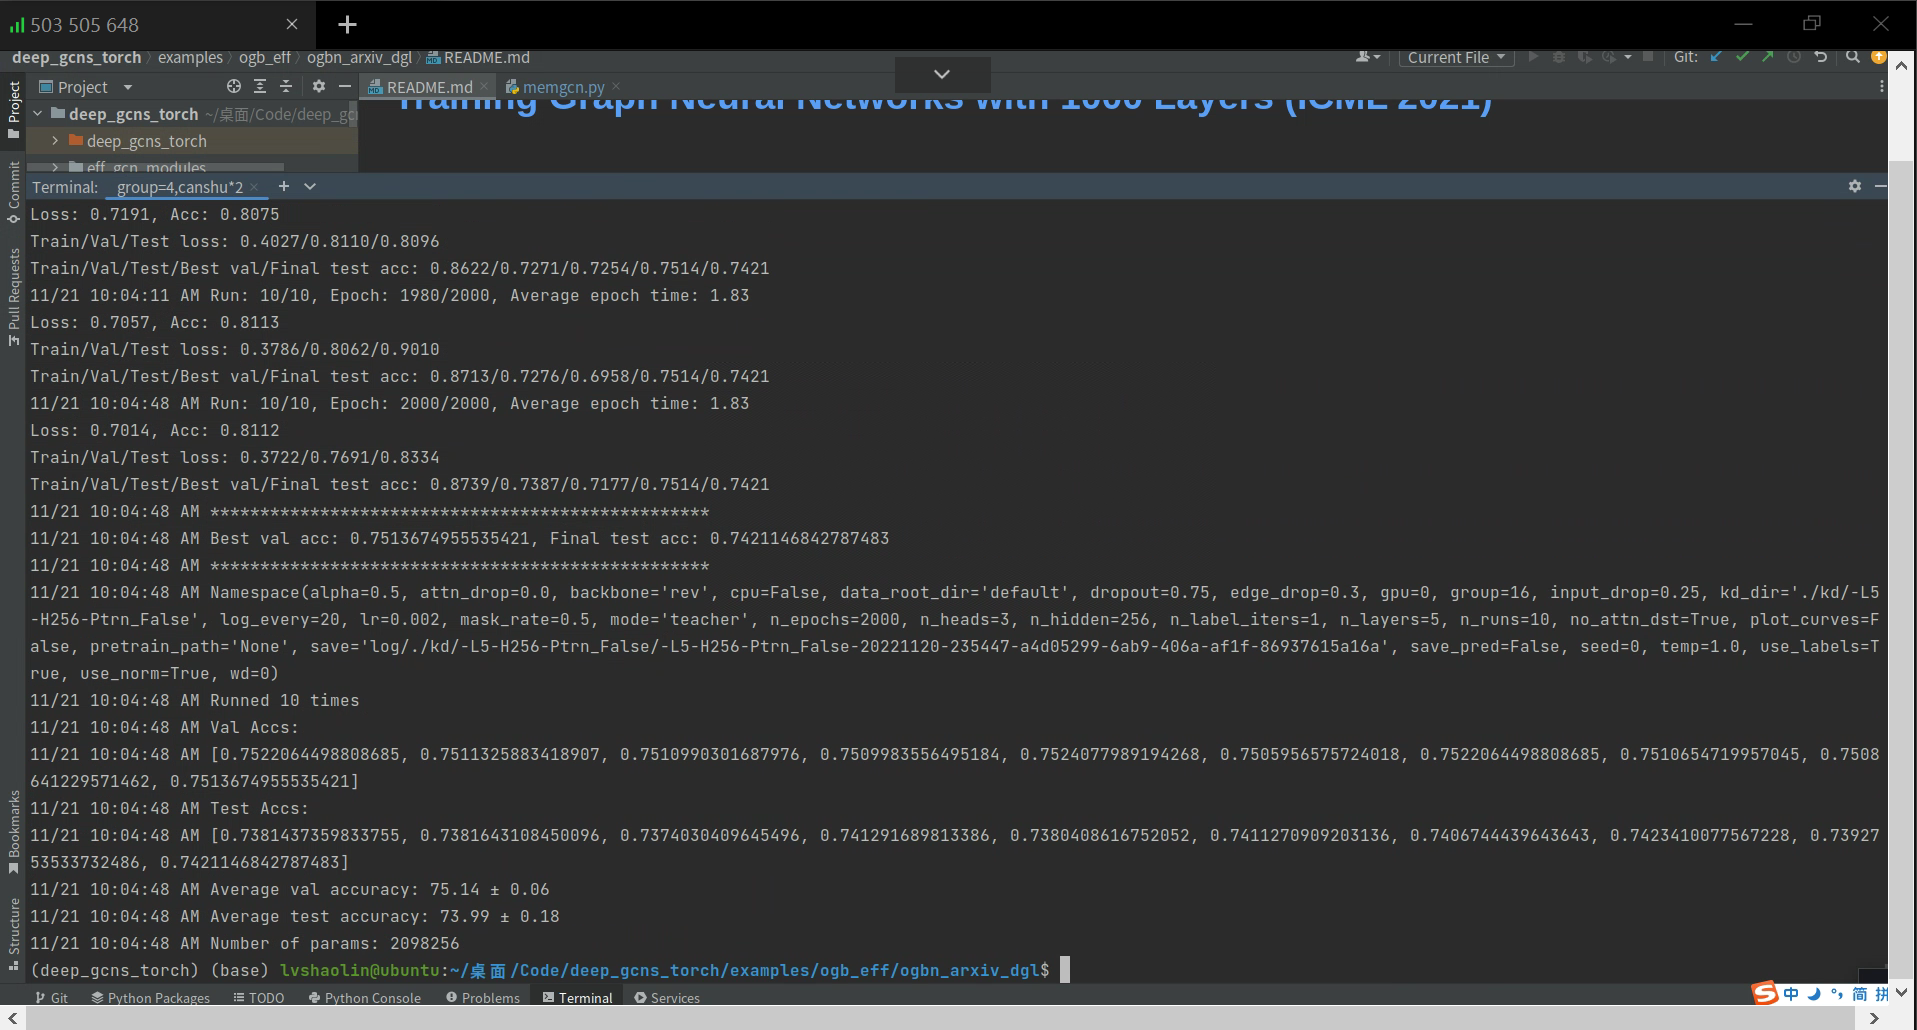 503 505 648
deep_gcns_torch examples ogb_eff ogbn_arxiv_dgl README.md Current File Git:
Project README.md memgcn.py
Training Graph Neural Networks with 1000 Layers (ICML 2021)
deep_gcns_torch ~/桌面/Code/deep_gc
deep_gcns_torch
eff_gcn_modules
Project
Commit
Pull Requests
Bookmarks
Structure
Terminal: group=4,canshu*2
Loss: 0.7191, Acc: 0.8075
Train/Val/Test loss: 0.4027/0.8110/0.8096
Train/Val/Test/Best val/Final test acc: 0.8622/0.7271/0.7254/0.7514/0.7421
11/21 10:04:11 AM Run: 10/10, Epoch: 1980/2000, Average epoch time: 1.83
Loss: 0.7057, Acc: 0.8113
Train/Val/Test loss: 0.3786/0.8062/0.9010
Train/Val/Test/Best val/Final test acc: 0.8713/0.7276/0.6958/0.7514/0.7421
11/21 10:04:48 AM Run: 10/10, Epoch: 2000/2000, Average epoch time: 1.83
Loss: 0.7014, Acc: 0.8112
Train/Val/Test loss: 0.3722/0.7691/0.8334
Train/Val/Test/Best val/Final test acc: 0.8739/0.7387/0.7177/0.7514/0.7421
11/21 10:04:48 AM **************************************************
11/21 10:04:48 AM Best val acc: 0.7513674955535421, Final test acc: 0.7421146842787483
11/21 10:04:48 AM **************************************************
11/21 10:04:48 AM Namespace(alpha=0.5, attn_drop=0.0, backbone='rev', cpu=False, data_root_dir='default', dropout=0.75, edge_drop=0.3, gpu=0, group=16, input_drop=0.25, kd_dir='./kd/-L5
-H256-Ptrn_False', log_every=20, lr=0.002, mask_rate=0.5, mode='teacher', n_epochs=2000, n_heads=3, n_hidden=256, n_label_iters=1, n_layers=5, n_runs=10, no_attn_dst=True, plot_curves=F
alse, pretrain_path='None', save='log/./kd/-L5-H256-Ptrn_False/-L5-H256-Ptrn_False-20221120-235447-a4d05299-6ab9-406a-af1f-86937615a16a', save_pred=False, seed=0, temp=1.0, use_labels=T
rue, use_norm=True, wd=0)
11/21 10:04:48 AM Runned 10 times
11/21 10:04:48 AM Val Accs:
11/21 10:04:48 AM [0.7522064498808685, 0.7511325883418907, 0.7510990301687976, 0.7509983556495184, 0.7524077989194268, 0.7505956575724018, 0.7522064498808685, 0.7510654719957045, 0.7508
641229571462, 0.7513674955535421]
11/21 10:04:48 AM Test Accs:
11/21 10:04:48 AM [0.7381437359833755, 0.7381643108450096, 0.7374030409645496, 0.741291689813386, 0.7380408616752052, 0.7411270909203136, 0.7406744439643643, 0.7423410077567228, 0.73927
53533732486, 0.7421146842787483]
11/21 10:04:48 AM Average val accuracy: 75.14 ± 0.06
11/21 10:04:48 AM Average test accuracy: 73.99 ± 0.18
11/21 10:04:48 AM Number of params: 2098256
(deep_gcns_torch) (base) lvshaolin@ubuntu:~/桌面/Code/deep_gcns_torch/examples/ogb_eff/ogbn_arxiv_dgl$
Git Python Packages TODO Python Console Problems Terminal Services
S 中 简 拼